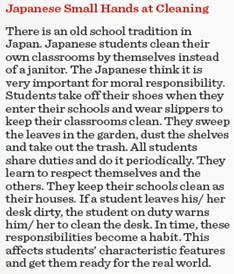 Japanese Small Hands at Cleaning
There is an old school tradition in
Japan. Japanese students clean their
own classrooms by themselves instead
of a janitor. The Japanese think it is
very important for moral responsibility.
Students take off their shoes when they
enter their schools and wear slippers to
keep their classrooms clean. They sweep
the leaves in the garden, dust the shelves
and take out the trash. All students
share duties and do it periodically. They
learn to respect themselves and the
others. They keep their schools clean as
their houses. If a student leaves his/ her
desk dirty, the student on duty warns
him/ her to clean the desk. In time, these
responsibilities become a habit. This
affects students' characteristic features
and get them ready for the real world.